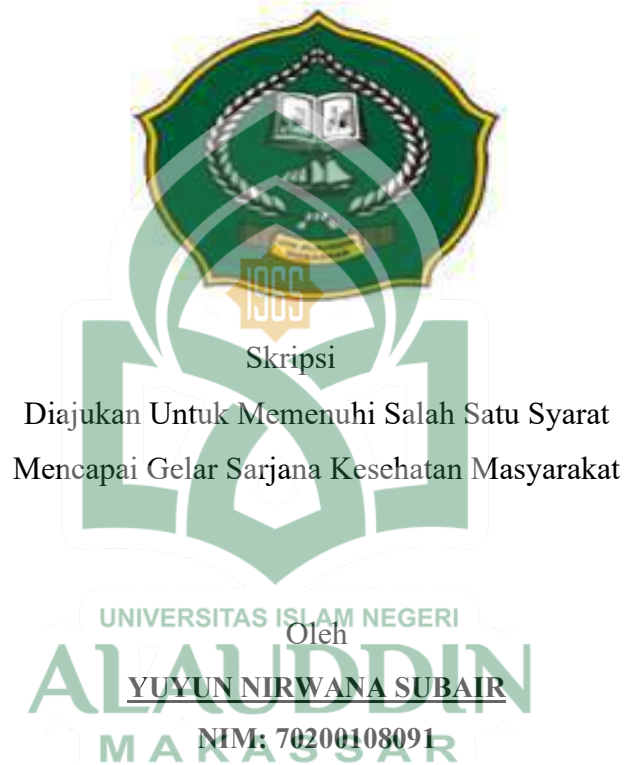 1965
Skripsi
Diajukan Untuk Memenuhi Salah Satu Syarat
Mencapai Gelar Sarjana Kesehatan Masyarakat
UNIVERSITAS ISLAM NEGERI
Oleh
ALAUDDIN
YUYUN NIRWANA SUBAIR
NIM: 70200108091
MAKASSAR